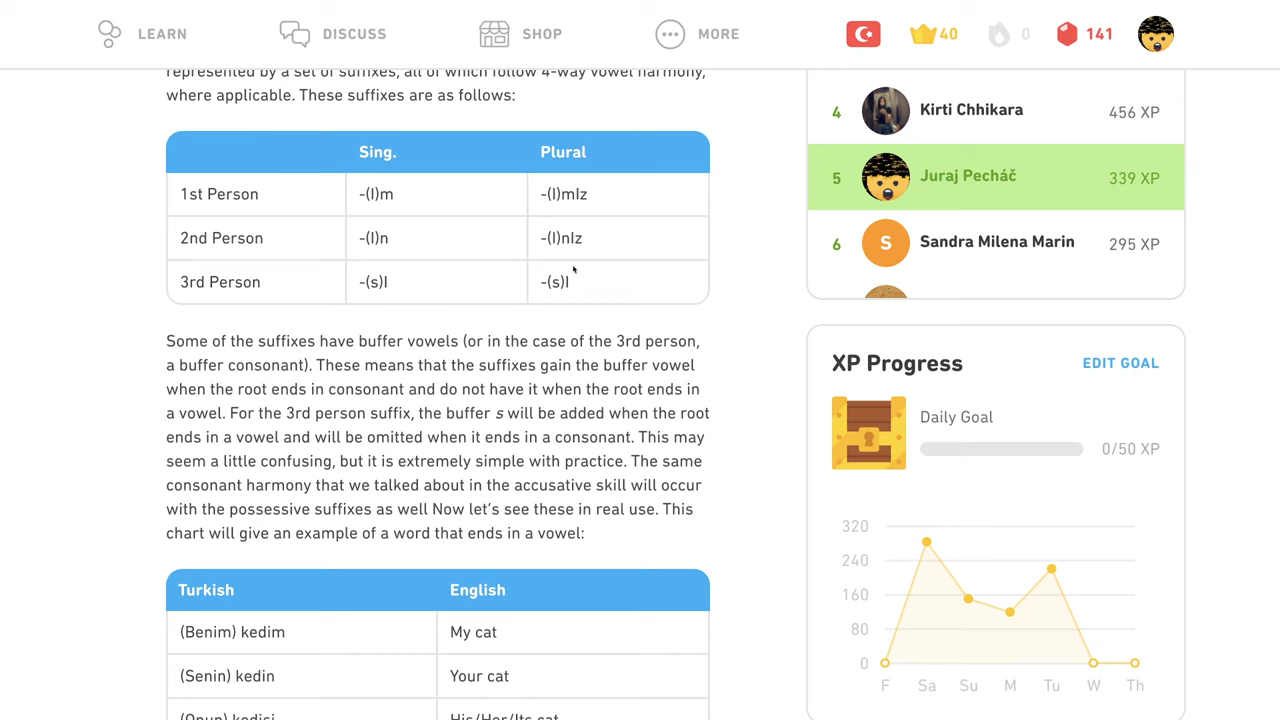 LEARN
DISCUSS
SHOP
MORE
40
0
141
represented by a set of suffixes, all of which follow 4-way vowel harmony,
where applicable. These suffixes are as follows:
Sing. Plural
1st Person -(I)m -(I)mIz
2nd Person -(I)n -(I)nIz
3rd Person -(s)I -(s)I
Some of the suffixes have buffer vowels (or in the case of the 3rd person,
a buffer consonant). These means that the suffixes gain the buffer vowel
when the root ends in consonant and do not have it when the root ends in
a vowel. For the 3rd person suffix, the buffer s will be added when the root
ends in a vowel and will be omitted when it ends in a consonant. This may
seem a little confusing, but it is extremely simple with practice. The same
consonant harmony that we talked about in the accusative skill will occur
with the possessive suffixes as well Now let's see these in real use. This
chart will give an example of a word that ends in a vowel:
Turkish English
(Benim) kedim My cat
(Senin) kedin Your cat
(Onun) kedisi His/Her/Its cat
4 Kirti Chhikara 456 XP
5 Juraj Pecháč 339 XP
6 S Sandra Milena Marin 295 XP
XP Progress EDIT GOAL
Daily Goal
0/50 XP
320
240
160
80
0
F Sa Su M Tu W Th